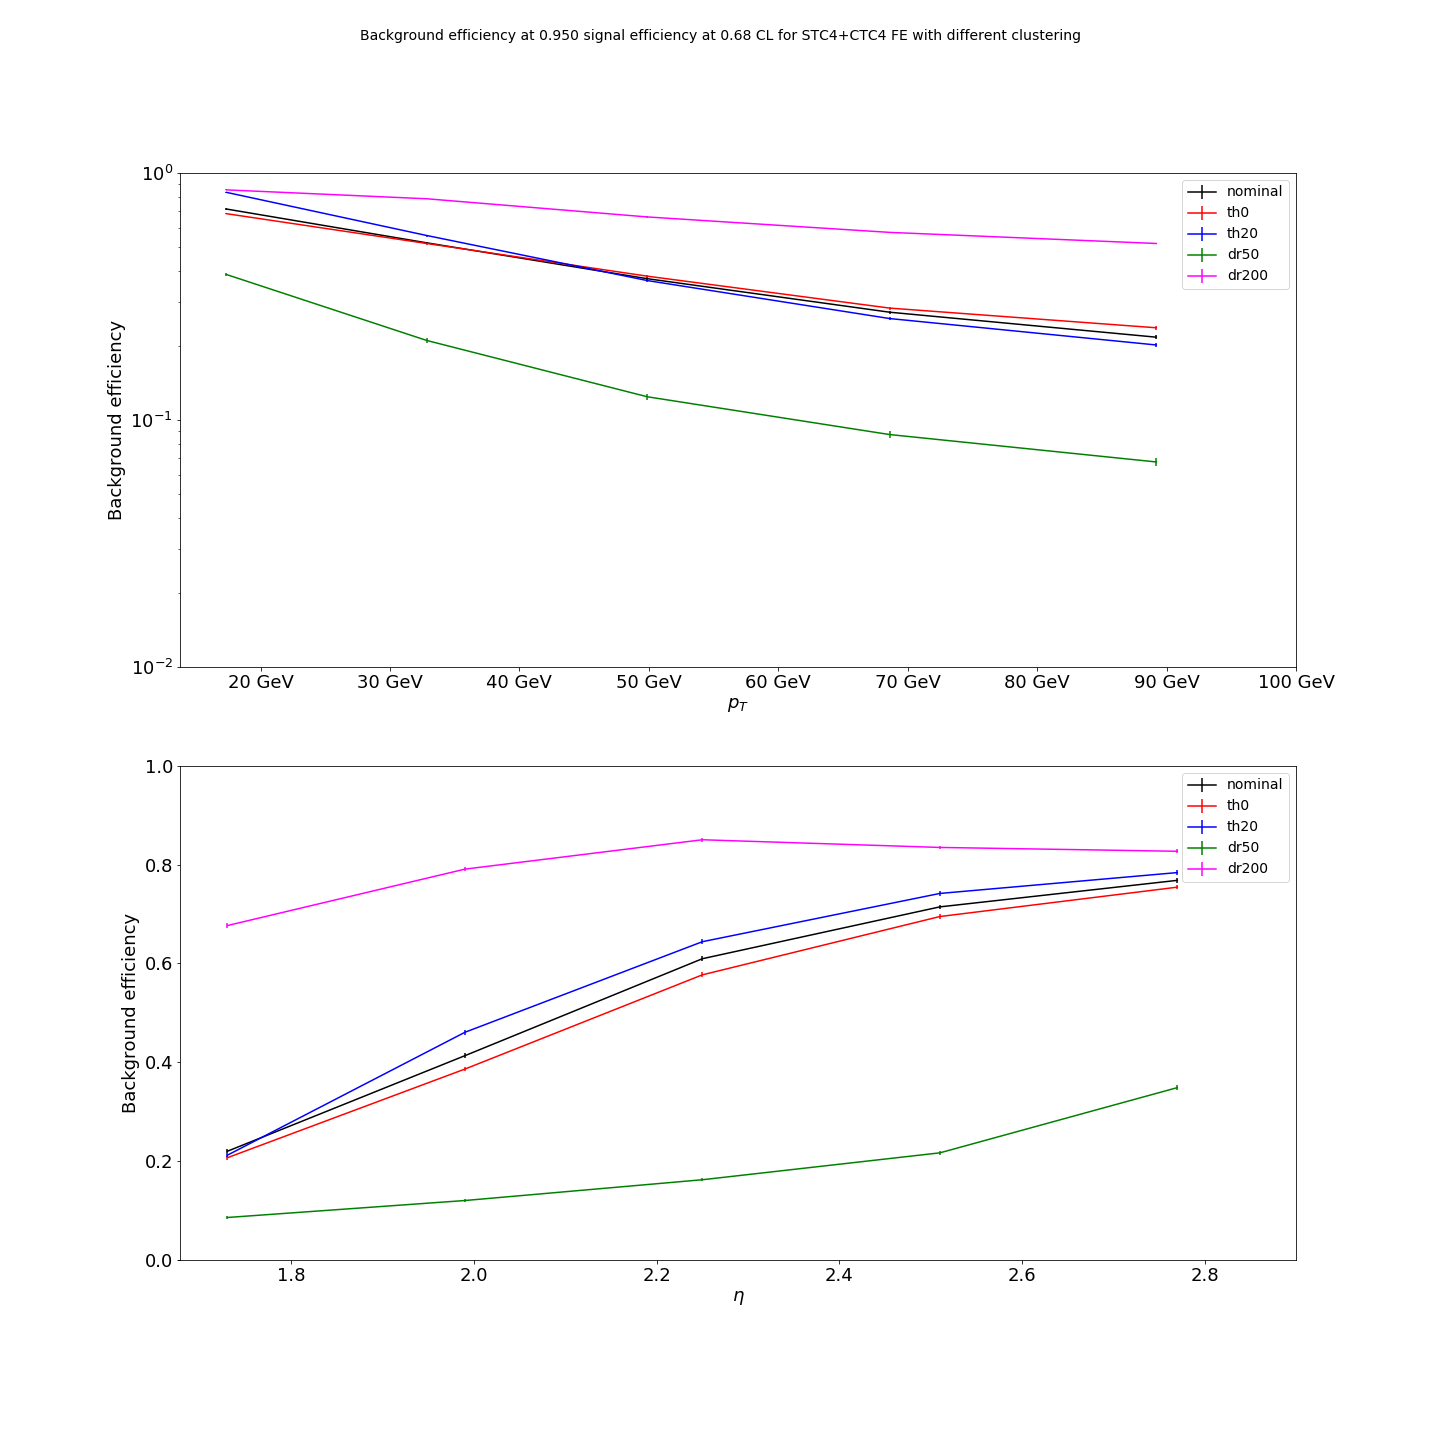 Background efficiency at 0.950 signal efficiency at 0.68 CL for STC4+CTC4 FE with different clustering
10⁰
10⁻¹
10⁻²
Background efficiency
nominal
th0
th20
dr50
dr200
20 GeV 30 GeV 40 GeV 50 GeV 60 GeV 70 GeV 80 GeV 90 GeV 100 GeV
p_T
1.0
0.8
0.6
0.4
0.2
0.0
Background efficiency
nominal
th0
th20
dr50
dr200
1.8 2.0 2.2 2.4 2.6 2.8
η